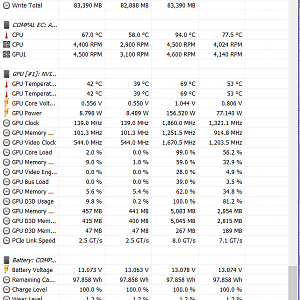 Write Total 83,390 MB 82,888 MB 83,390 MB
COMPAL EC: A...
CPU 67.0 °C 58.0 °C 94.0 °C 77.5 °C
CPU 4,400 RPM 2,900 RPM 4,500 RPM 4,024 RPM
GPU1 4,500 RPM 3,100 RPM 4,600 RPM 4,140 RPM
GPU [#1]: NVI...
GPU Temperat... 42 °C 39 °C 69 °C 53 °C
GPU Temperat... 42 °C 39 °C 69 °C 53 °C
GPU Core Volt... 0.556 V 0.550 V 1.044 V 0.806 V
GPU Power 8.798 W 8.489 W 156.520 W 77.140 W
GPU Clock 139.0 MHz 139.0 MHz 1,860.0 MHz 1,321.1 MHz
GPU Memory ... 101.3 MHz 101.3 MHz 1,251.5 MHz 914.8 MHz
GPU Video Clock 544.0 MHz 544.0 MHz 1,670.5 MHz 1,203.5 MHz
GPU Core Load 2.0 % 0.0 % 99.0 % 56.2 %
GPU Memory ... 9.0 % 1.0 % 59.0 % 32.9 %
GPU Video Eng... 0.0 % 0.0 % 28.0 % 4.9 %
GPU Bus Load 0.0 % 0.0 % 39.0 % 3.5 %
GPU Memory ... 5.6 % 5.4 % 62.0 % 34.8 %
GPU D3D Usage 9.8 % 0.2 % 100.0 % 81.2 %
GPU Memory ... 457 MB 441 MB 5,083 MB 2,854 MB
GPU D3D Mem... 415 MB 400 MB 5,045 MB 2,835 MB
GPU D3D Mem... 47 MB 47 MB 267 MB 189 MB
PCIe Link Speed 2.5 GT/s 2.5 GT/s 8.0 GT/s 7.1 GT/s
Battery: COMP...
Battery Voltage 13.073 V 13.063 V 13.078 V 13.074 V
Remaining Ca... 97.858 Wh 97.858 Wh 97.858 Wh 97.858 Wh
Charge Level 100.0 % 100.0 % 100.0 % 100.0 %
Wear Level 1.2 % 1.2 % 1.2 % 1.2 %